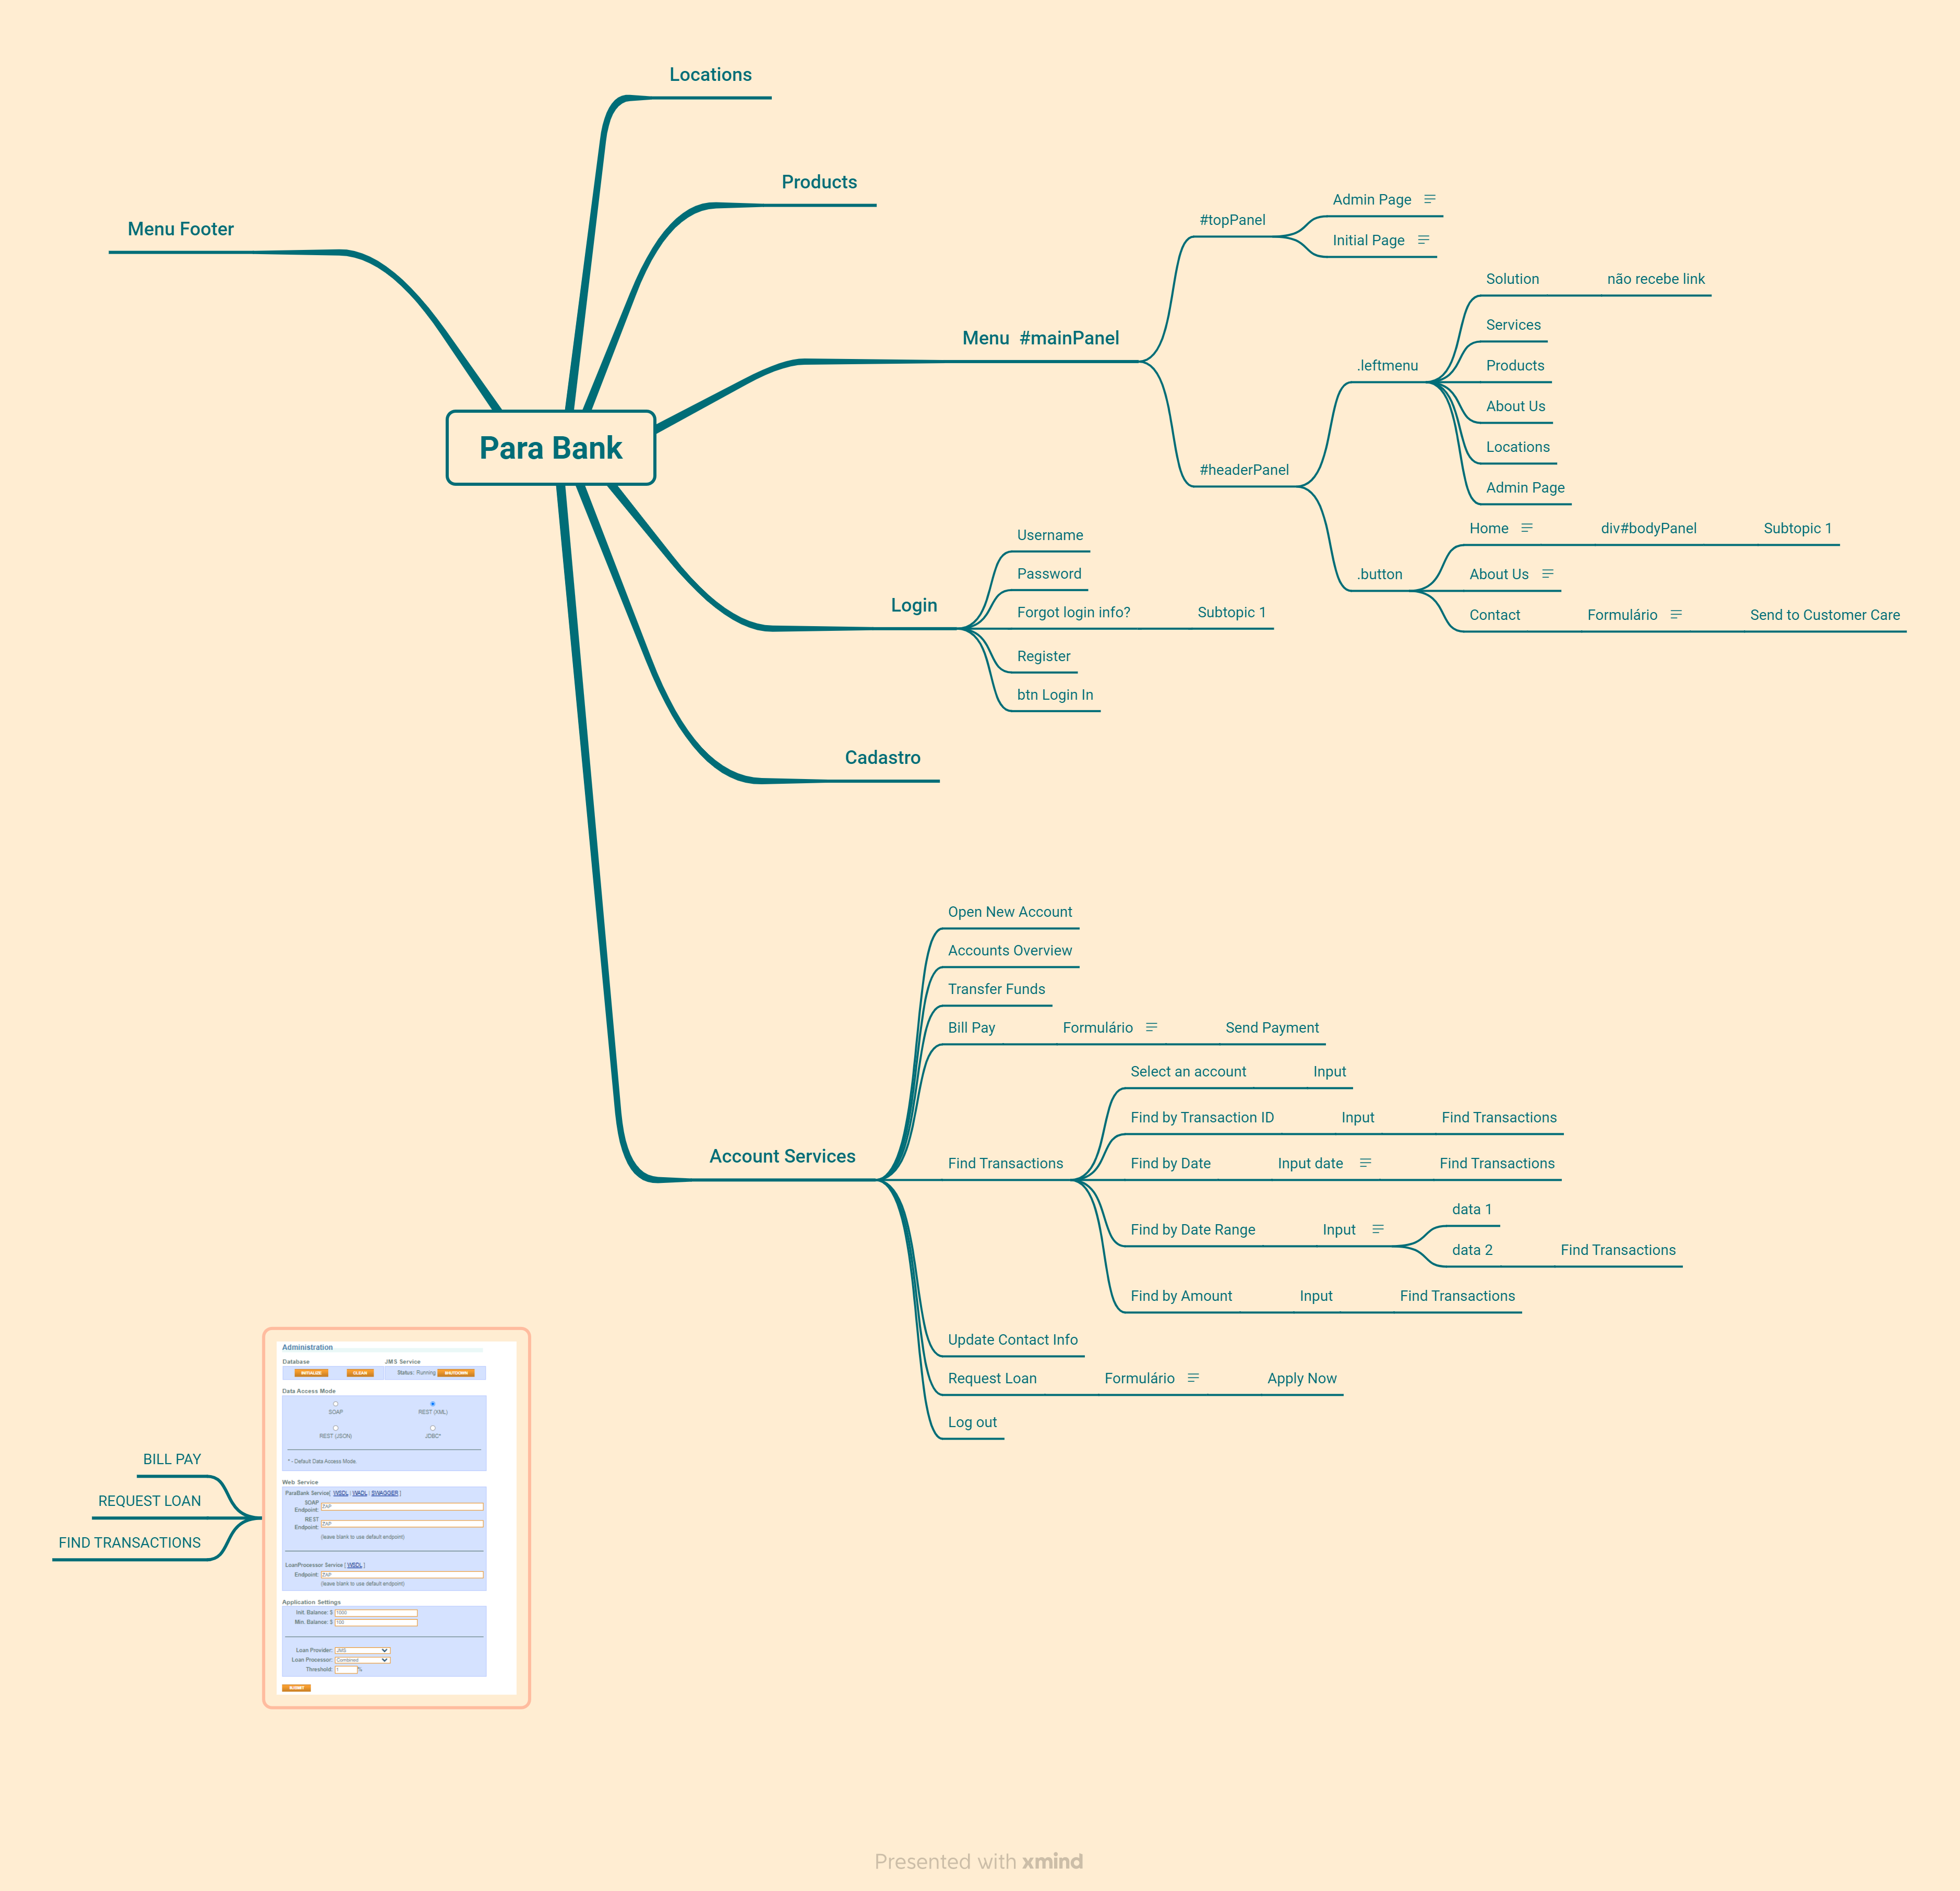 Para Bank
Menu Footer
Locations
Products
Menu  #mainPanel
#topPanel
Admin Page
Initial Page
#headerPanel
.leftmenu
Solution
não recebe link
Services
Products
About Us
Locations
Admin Page
.button
Home
div#bodyPanel
Subtopic 1
About Us
Contact
Formulário
Send to Customer Care
Login
Username
Password
Forgot login info?
Subtopic 1
Register
btn Login In
Cadastro
Account Services
Open New Account
Accounts Overview
Transfer Funds
Bill Pay
Formulário
Send Payment
Find Transactions
Select an account
Input
Find by Transaction ID
Input
Find Transactions
Find by Date
Input date
Find Transactions
Find by Date Range
Input
data 1
data 2
Find Transactions
Find by Amount
Input
Find Transactions
Update Contact Info
Request Loan
Formulário
Apply Now
Log out
BILL PAY
REQUEST LOAN
FIND TRANSACTIONS
Administration
Database
JMS Service
INITIALIZE
CLEAN
Status: Running
SHUTDOWN
Data Access Mode
SOAP
REST (XML)
REST (JSON)
JDBC*
* - Default Data Access Mode.
Web Service
ParaBank Service[ WSDL | WADL | SWAGGER ]
SOAP
Endpoint:
ZAP
REST
Endpoint:
ZAP
(leave blank to use default endpoint)
LoanProcessor Service [ WSDL ]
Endpoint:
ZAP
(leave blank to use default endpoint)
Application Settings
Init. Balance: $
1000
Min. Balance: $
100
Loan Provider:
JMS
Loan Processor:
Combined
Threshold:
%
SUBMIT
Presented with xmind